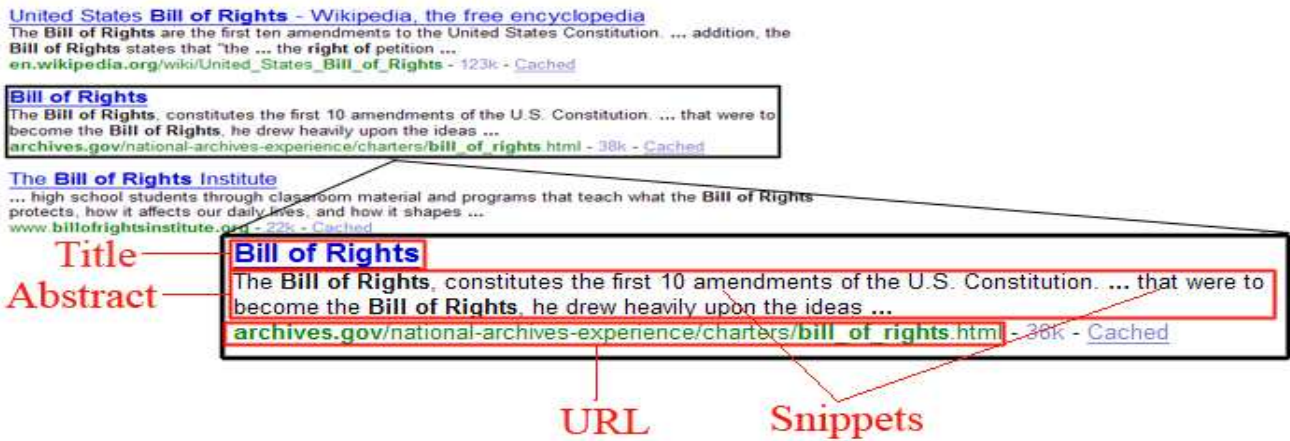 United States Bill of Rights - Wikipedia, the free encyclopedia
The Bill of Rights are the first ten amendments to the United States Constitution. ... addition, the
Bill of Rights states that "the ... the right of petition ...
en.wikipedia.org/wiki/United_States_Bill_of_Rights - 123k - Cached
Bill of Rights
The Bill of Rights, constitutes the first 10 amendments of the U.S. Constitution. ... that were to
become the Bill of Rights, he drew heavily upon the ideas ...
archives.gov/national-archives-experience/charters/bill_of_rights.html - 38k - Cached
The Bill of Rights Institute
... high school students through classroom material and programs that teach what the Bill of Rights
protects, how it affects our daily lives, and how it shapes ...
www.billofrightsinstitute.org - 22k - Cached
Title
Bill of Rights
Abstract
The Bill of Rights, constitutes the first 10 amendments of the U.S. Constitution. ... that were to
become the Bill of Rights, he drew heavily upon the ideas ...
archives.gov/national-archives-experience/charters/bill_of_rights.html - 38k - Cached
URL
Snippets